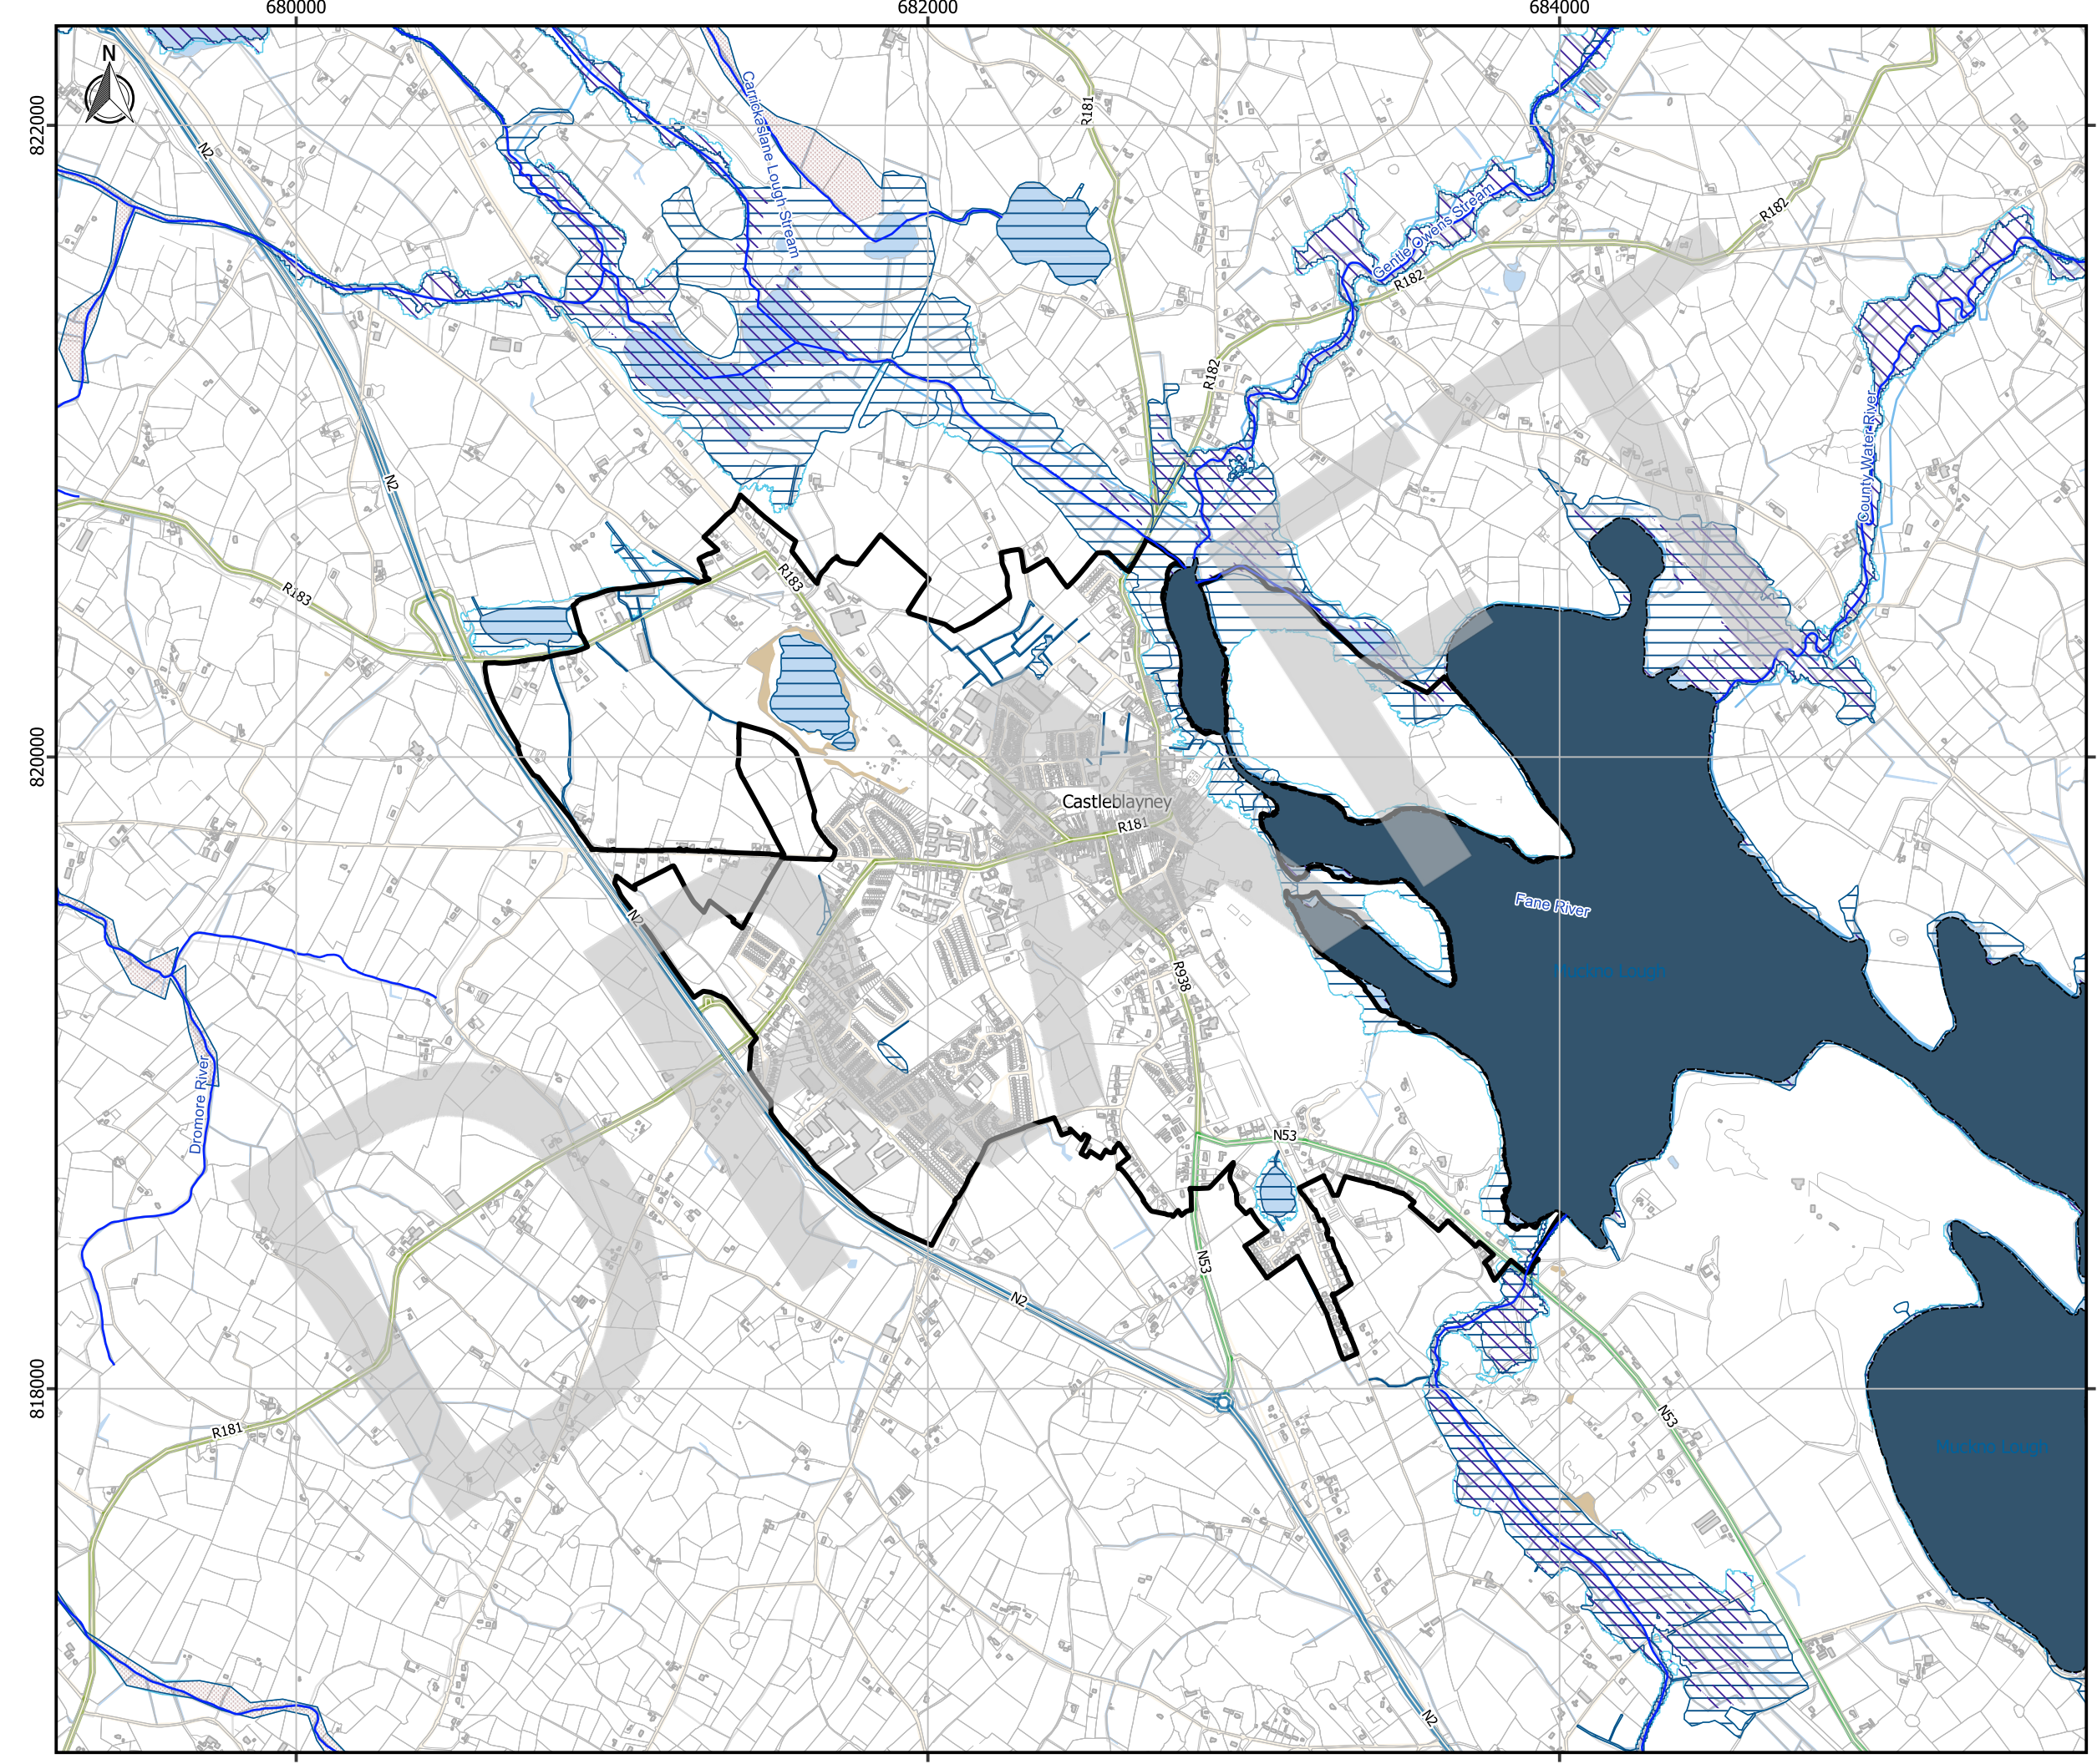 680000
682000
684000
N
822000
820000
818000
N2
Carrickaslane Lough Stream
R181
R182
Gentle Owens Stream
R182
R182
County Water River
N2
R183
R183
Castleblayney
R181
Fane River
Muckno Lough
N2
R938
Dromore River
N53
N53
N2
R181
N53
Muckno Lough
N2
DRAFT